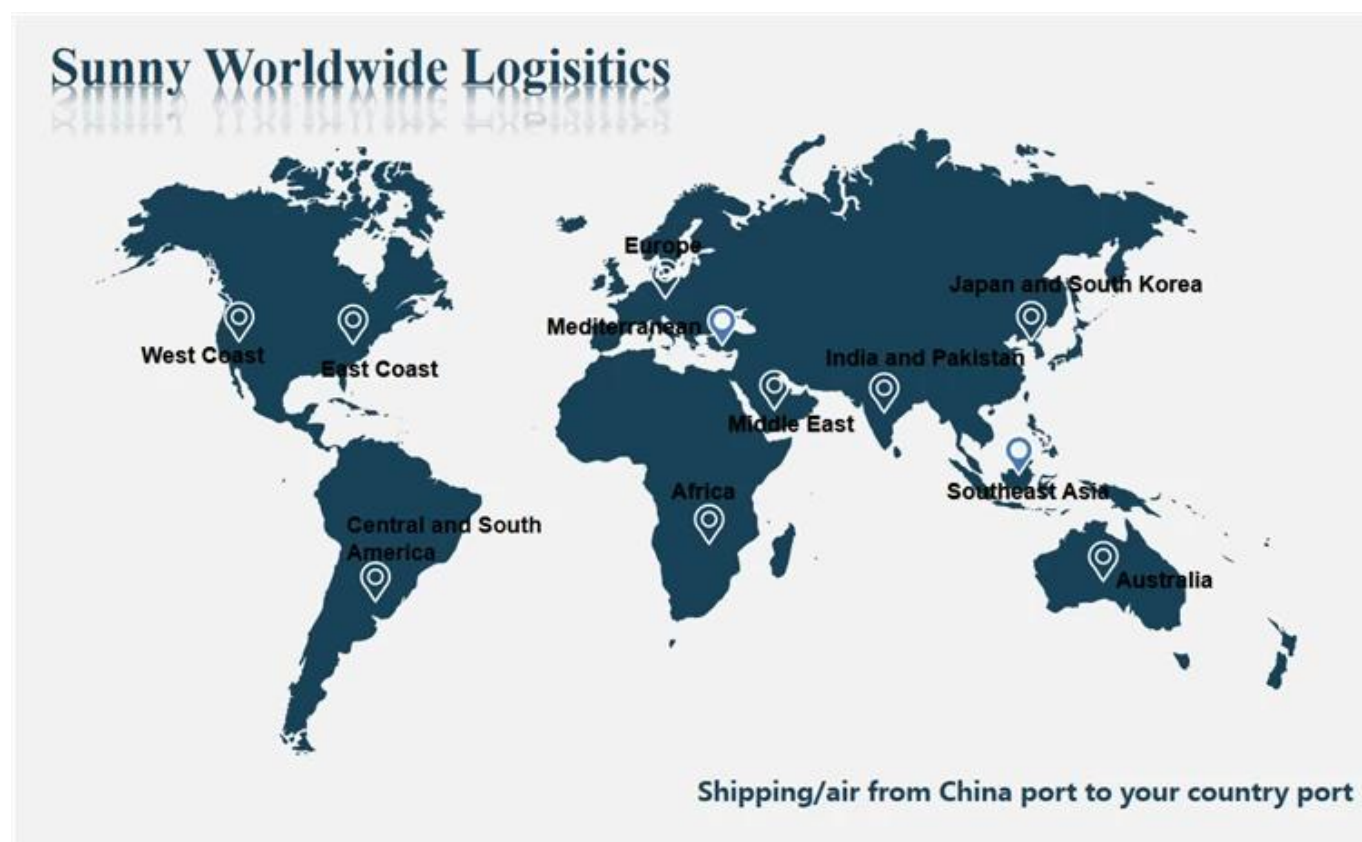 Sunny Worldwide Logisitics
Europe
Japan and South Korea
Mediterranean
West Coast
East Coast
India and Pakistan
Middle East
Africa
Southeast Asia
Central and South
America
Australia
Shipping/air from China port to your country port